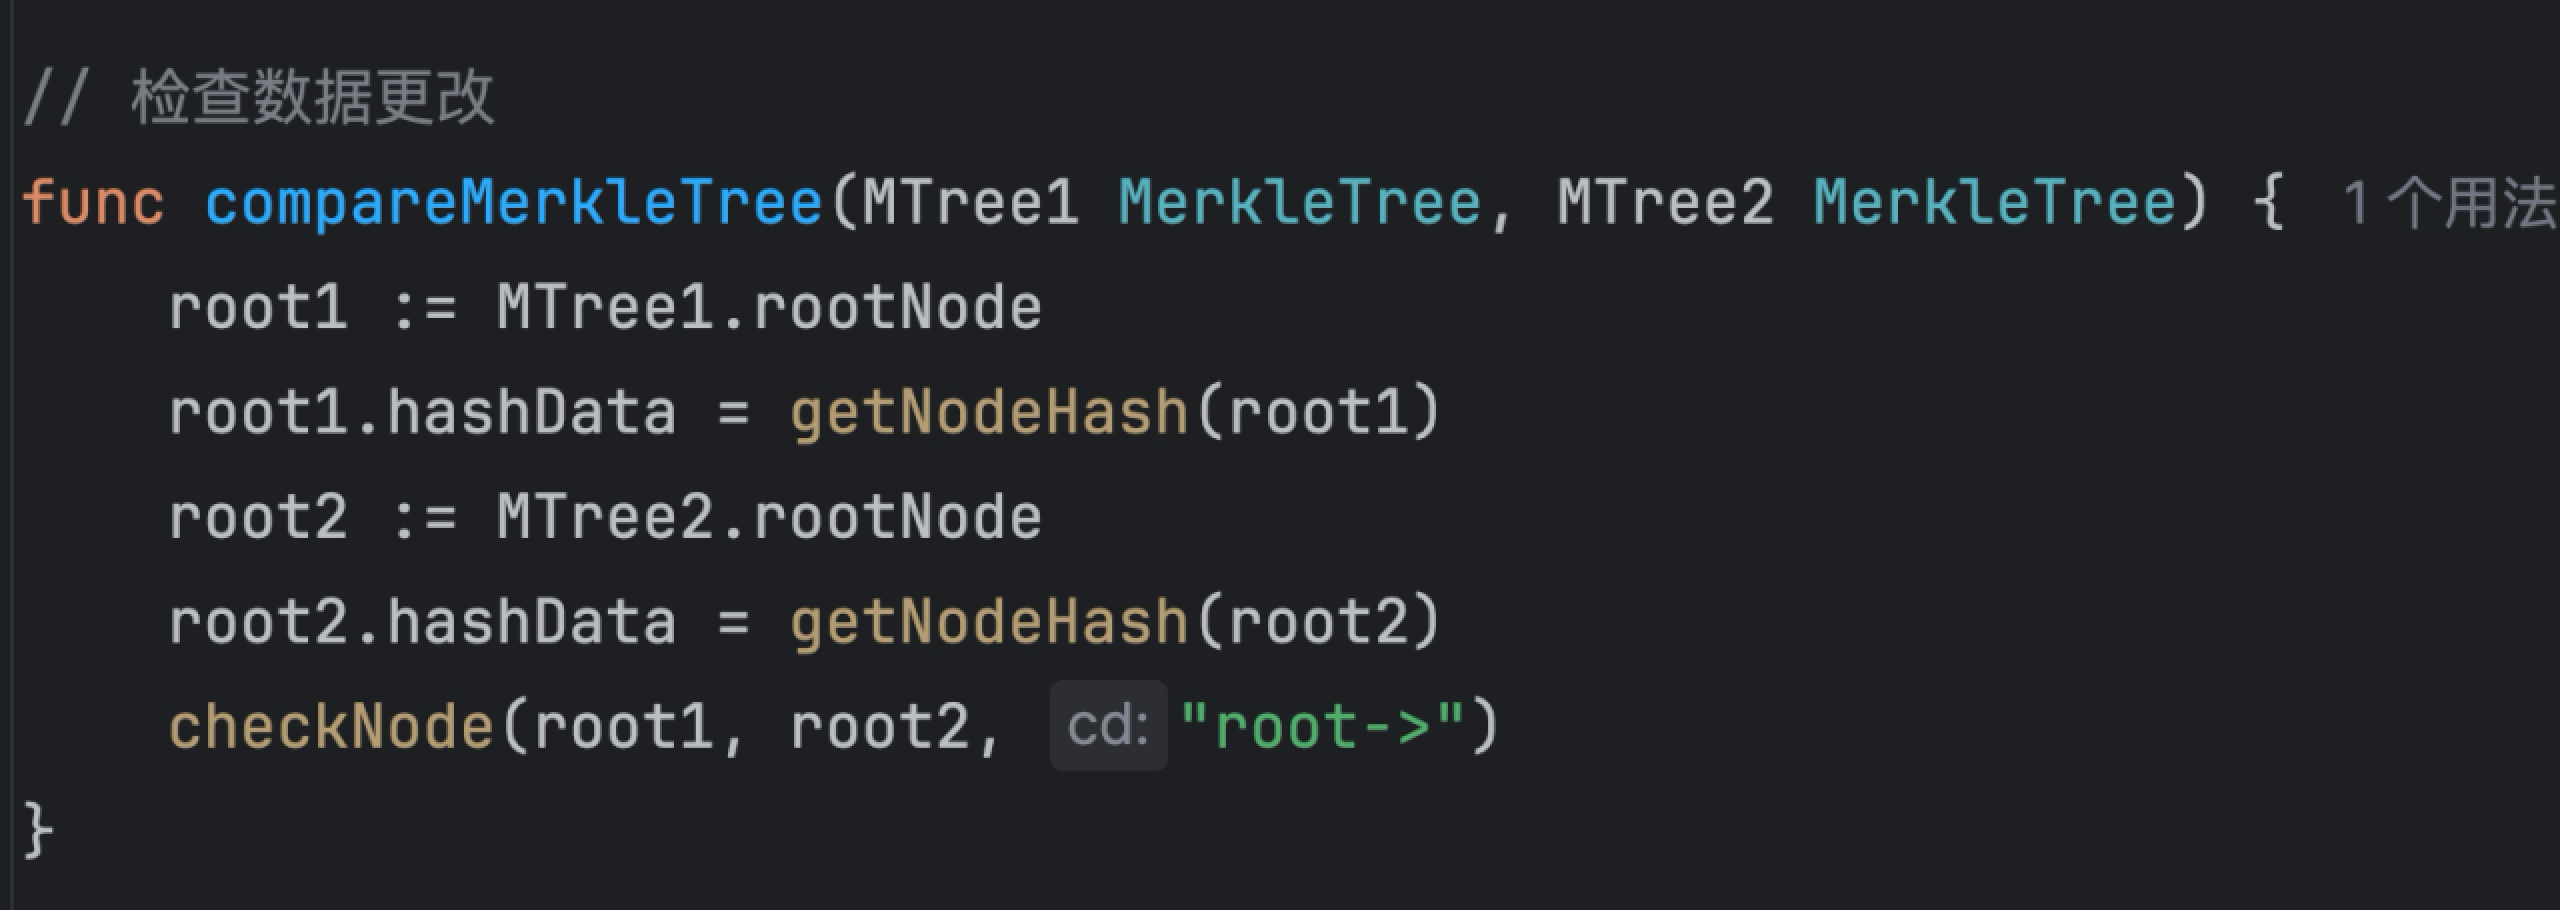 // 检查数据更改
func compareMerkleTree(MTree1 MerkleTree, MTree2 MerkleTree) { 1 个用法
    root1 := MTree1.rootNode
    root1.hashData = getNodeHash(root1)
    root2 := MTree2.rootNode
    root2.hashData = getNodeHash(root2)
    checkNode(root1, root2, cd: "root->")
}